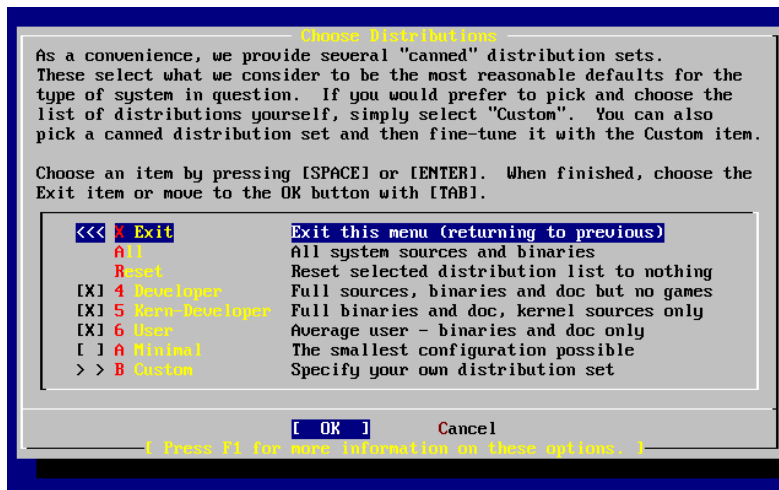 Choose Distributions
As a convenience, we provide several "canned" distribution sets.
These select what we consider to be the most reasonable defaults for the
type of system in question.  If you would prefer to pick and choose the
list of distributions yourself, simply select "Custom".  You can also
pick a canned distribution set and then fine-tune it with the Custom item.
Choose an item by pressing [SPACE] or [ENTER].  When finished, choose the
Exit item or move to the OK button with [TAB].
<<< X Exit Exit this menu (returning to previous)
All All system sources and binaries
Reset Reset selected distribution list to nothing
[X] 4 Developer Full sources, binaries and doc but no games
[X] 5 Kern-Developer Full binaries and doc, kernel sources only
[X] 6 User Average user - binaries and doc only
[ ] A Minimal The smallest configuration possible
> > B Custom Specify your own distribution set
[ OK ] Cancel
[ Press F1 for more information on these options. ]